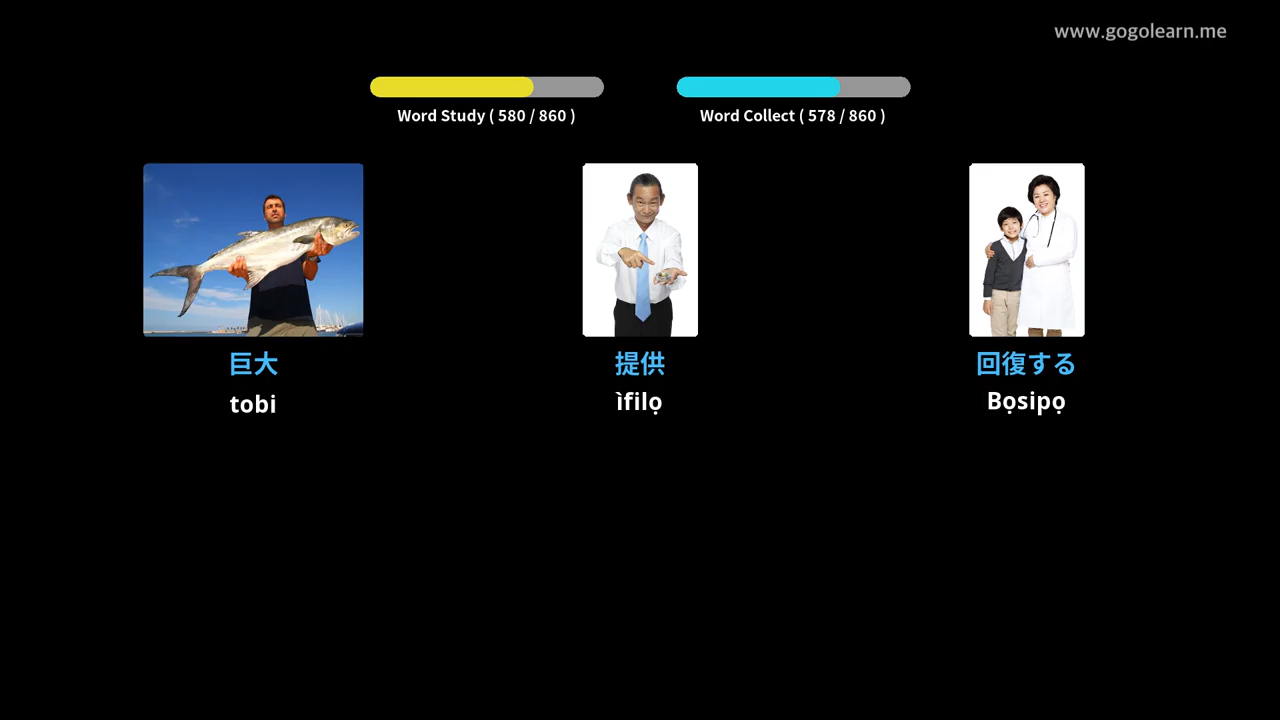 www.gogolearn.me
Word Study ( 580 / 860 )
Word Collect ( 578 / 860 )
巨大
提供
回復する
tobi
ìfilọ
Bọsipọ